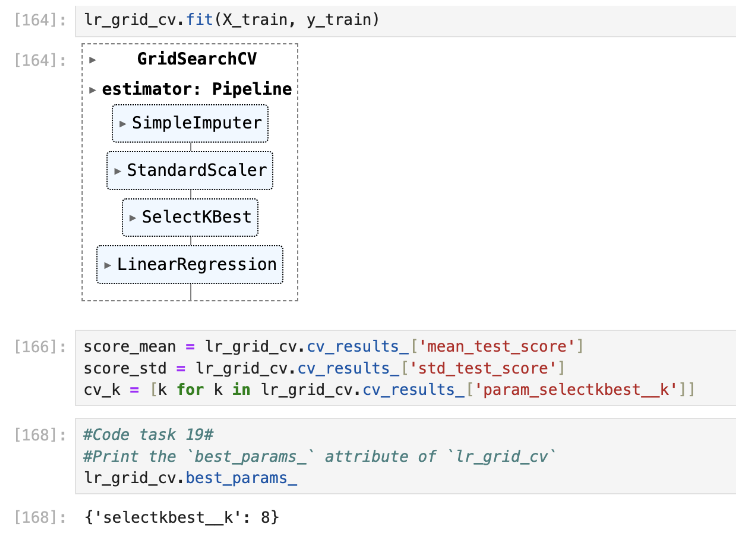 [164]: lr_grid_cv.fit(X_train, y_train)
[164]: ▸ GridSearchCV
▸ estimator: Pipeline
▸ SimpleImputer
▸ StandardScaler
▸ SelectKBest
▸ LinearRegression
[166]: score_mean = lr_grid_cv.cv_results_['mean_test_score']
score_std = lr_grid_cv.cv_results_['std_test_score']
cv_k = [k for k in lr_grid_cv.cv_results_['param_selectkbest__k']]
[168]: #Code task 19#
#Print the `best_params_` attribute of `lr_grid_cv`
lr_grid_cv.best_params_
[168]: {'selectkbest__k': 8}